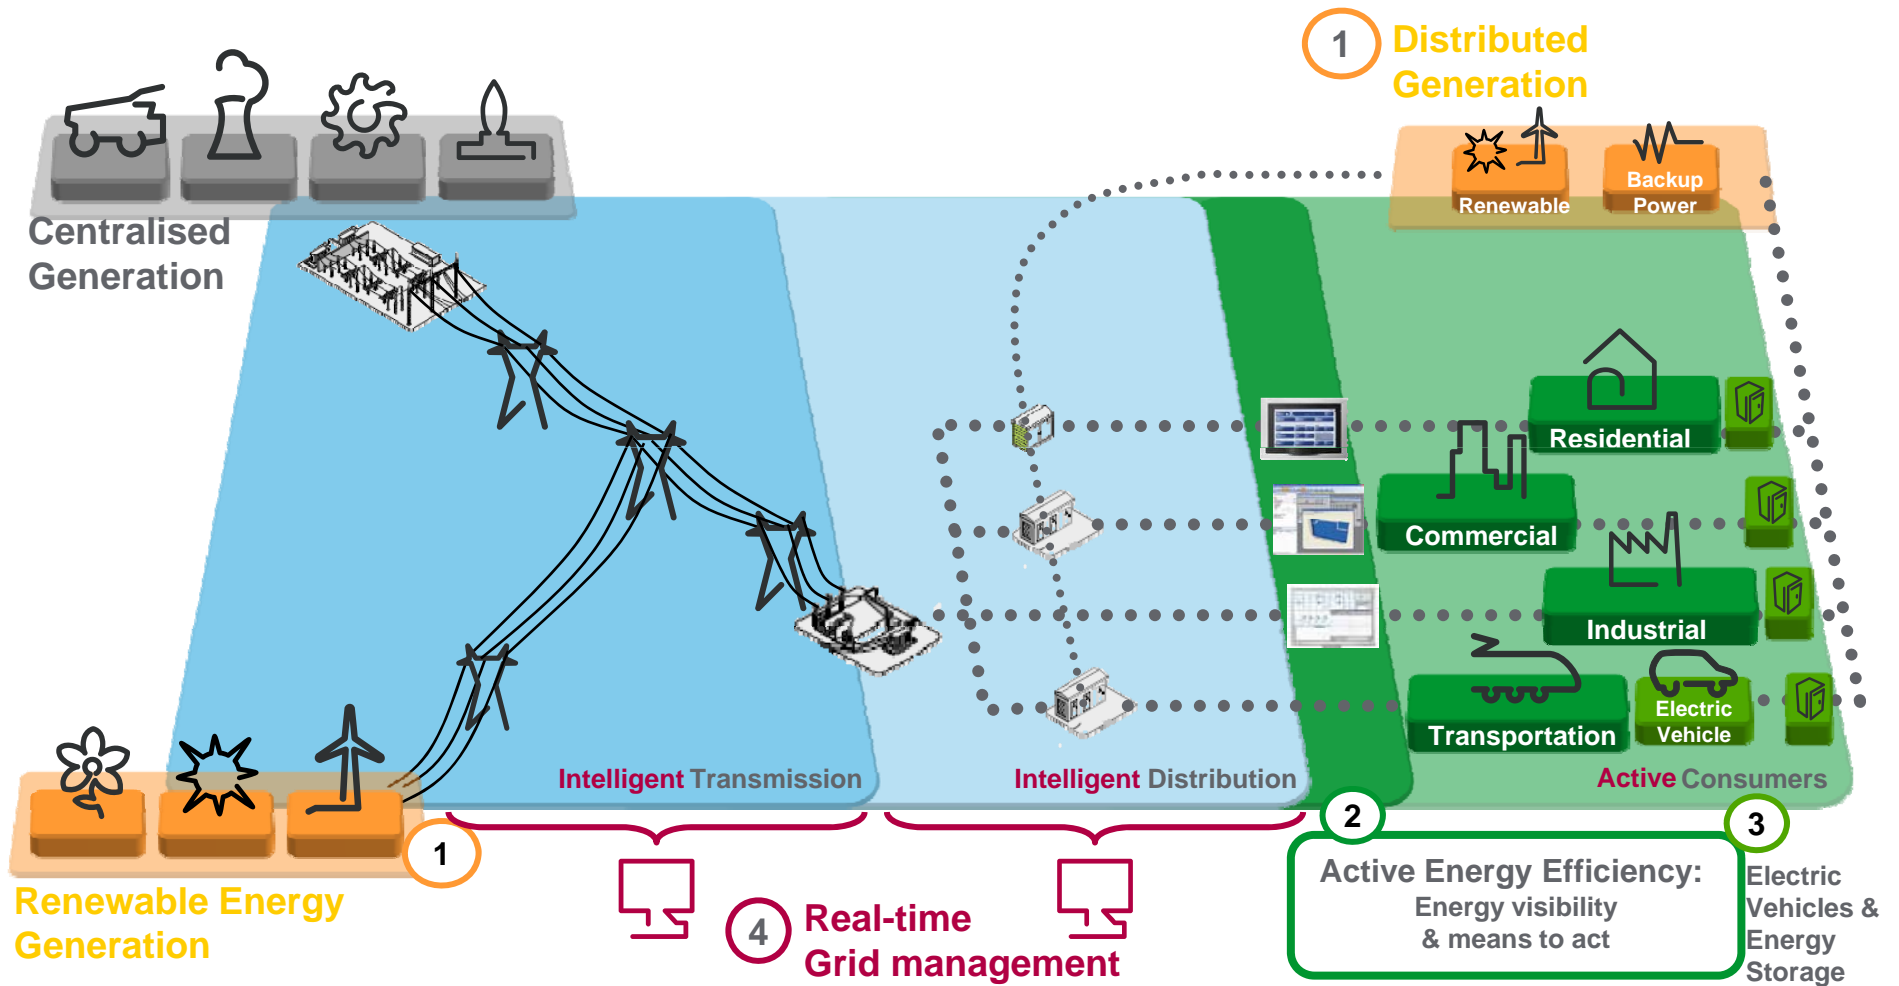 1
Distributed
Generation
Renewable
Backup
Power
Centralised
Generation
Residential
Commercial
Industrial
Transportation
Electric
Vehicle
Intelligent Transmission
Intelligent Distribution
Active Consumers
1
Renewable Energy
Generation
4
Real-time
Grid management
2
Active Energy Efficiency:
Energy visibility
& means to act
3
Electric
Vehicles &
Energy
Storage